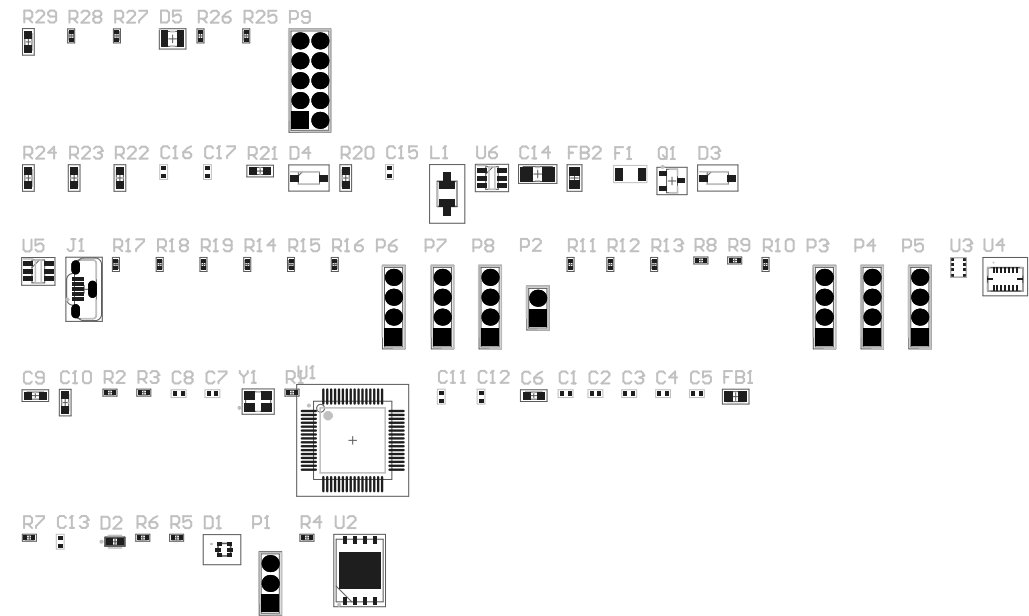 R29 R28 R27 D5 R26 R25 P9
R24 R23 R22 C16 C17 R21 D4 R20 C15 L1 U6 C14 FB2 F1 Q1 D3
U5 J1 R17 R18 R19 R14 R15 R16 P6 P7 P8 P2 R11 R12 R13 R8 R9 R10 P3 P4 P5 U3 U4
C9 C10 R2 R3 C8 C7 Y1 R1 U1 C11 C12 C6 C1 C2 C3 C4 C5 FB1
R7 C13 D2 R6 R5 D1 P1 R4 U2